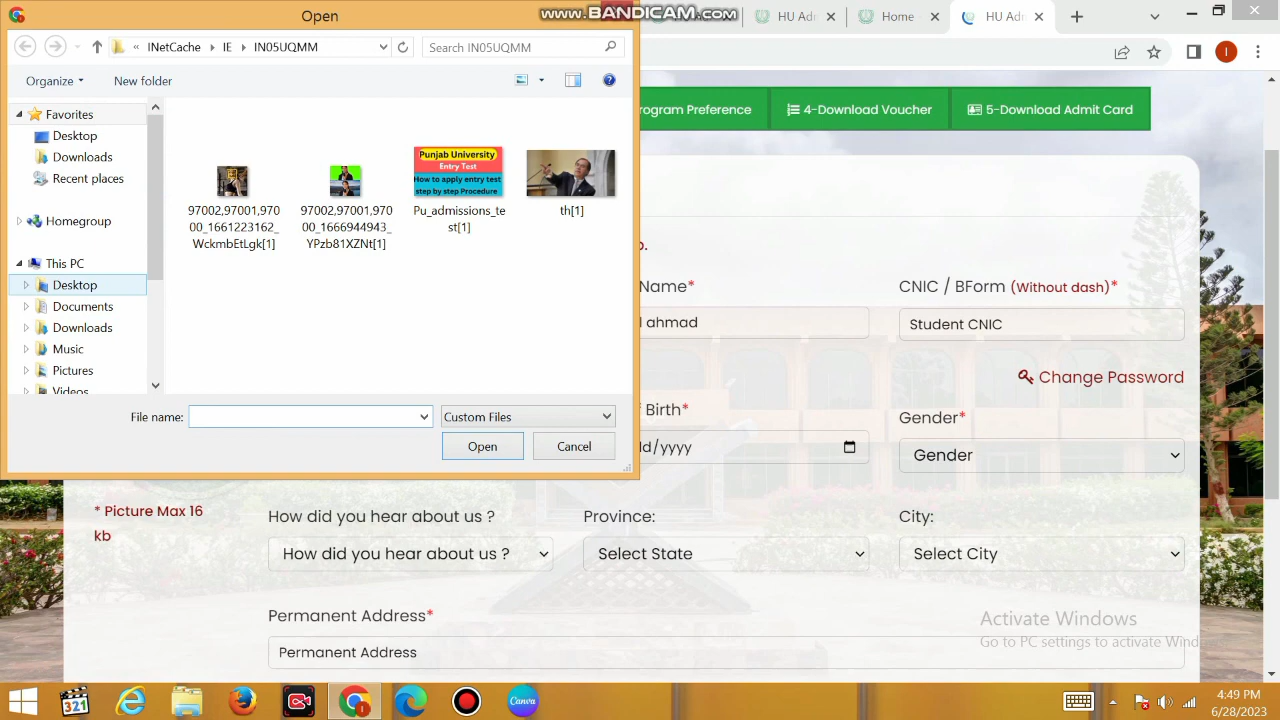 Open
www.BANDICAM.com
HU Adn
Home
HU Adn
« INetCache IE IN05UQMM
Search IN05UQMM
I
Organize
New folder
rogram Preference
4-Download Voucher
5-Download Admit Card
Favorites
Desktop
Downloads
Recent places
Homegroup
This PC
Desktop
Documents
Downloads
Music
Pictures
Videos
Punjab University
Entry Test
How to apply entry test
step by step Procedure
97002,97001,970
00_1661223162_
WckmbEtLgk[1]
97002,97001,970
00_1666944943_
YPzb81XZNt[1]
Pu_admissions_te
st[1]
th[1]
File name:
Custom Files
Open
Cancel
Name*
CNIC / BForm (Without dash)*
ahmad
Student CNIC
Change Password
Birth*
Gender*
/yyyy
Gender
* Picture Max 16
kb
How did you hear about us ?
Province:
City:
How did you hear about us ?
Select State
Select City
Permanent Address*
Permanent Address
Activate Windows
Go to PC settings to activate Wind
321
Canva
4:49 PM
6/28/2023